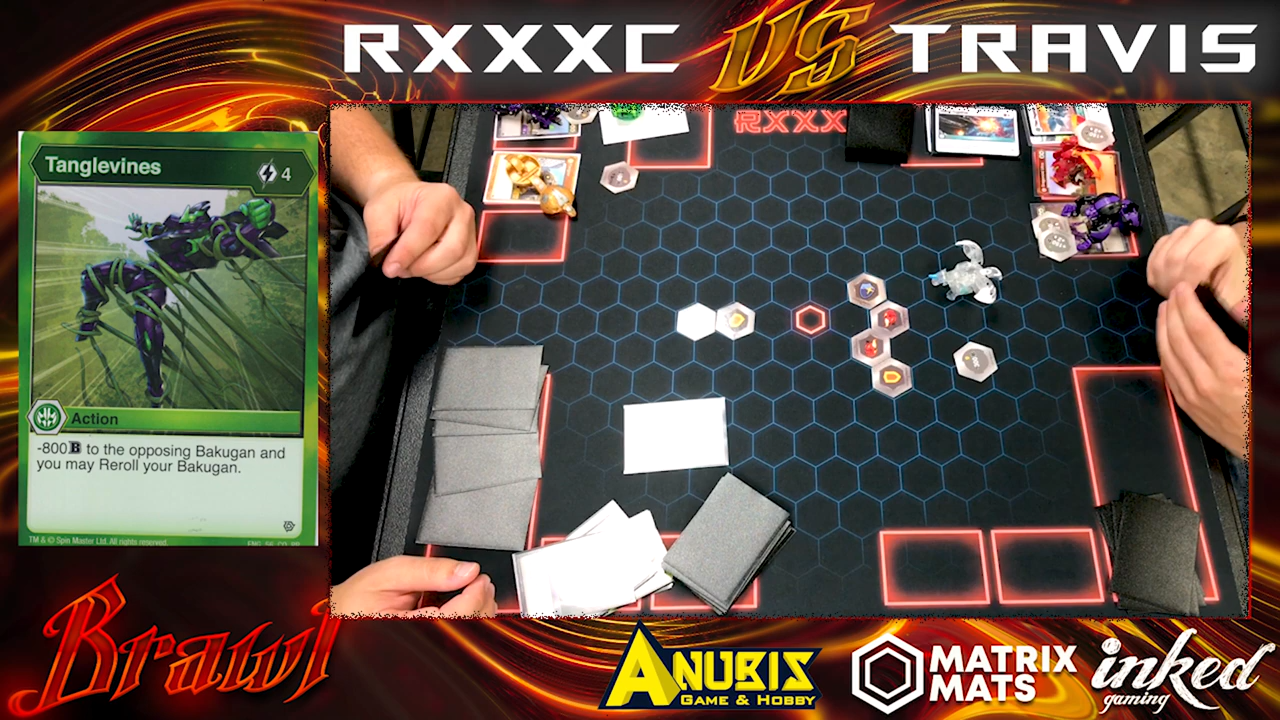 RXXXC VS TRAVIS
Tanglevines
4
Action
-800B to the opposing Bakugan and
you may Reroll your Bakugan.
TM & © Spin Master Ltd. All rights reserved.
RXXX
Brawl
ANUBIS
GAME & HOBBY
MATRIX
MATS
inked
gaming